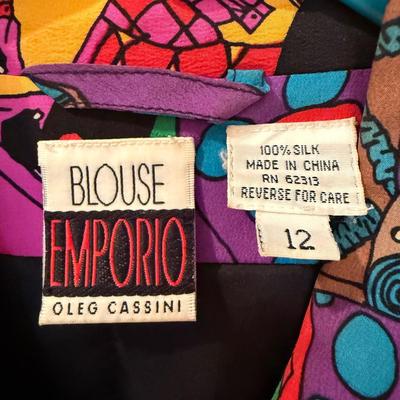 BLOUSE
EMPORIO
OLEG CASSINI
100% SILK
MADE IN CHINA
RN 62313
REVERSE FOR CARE
12